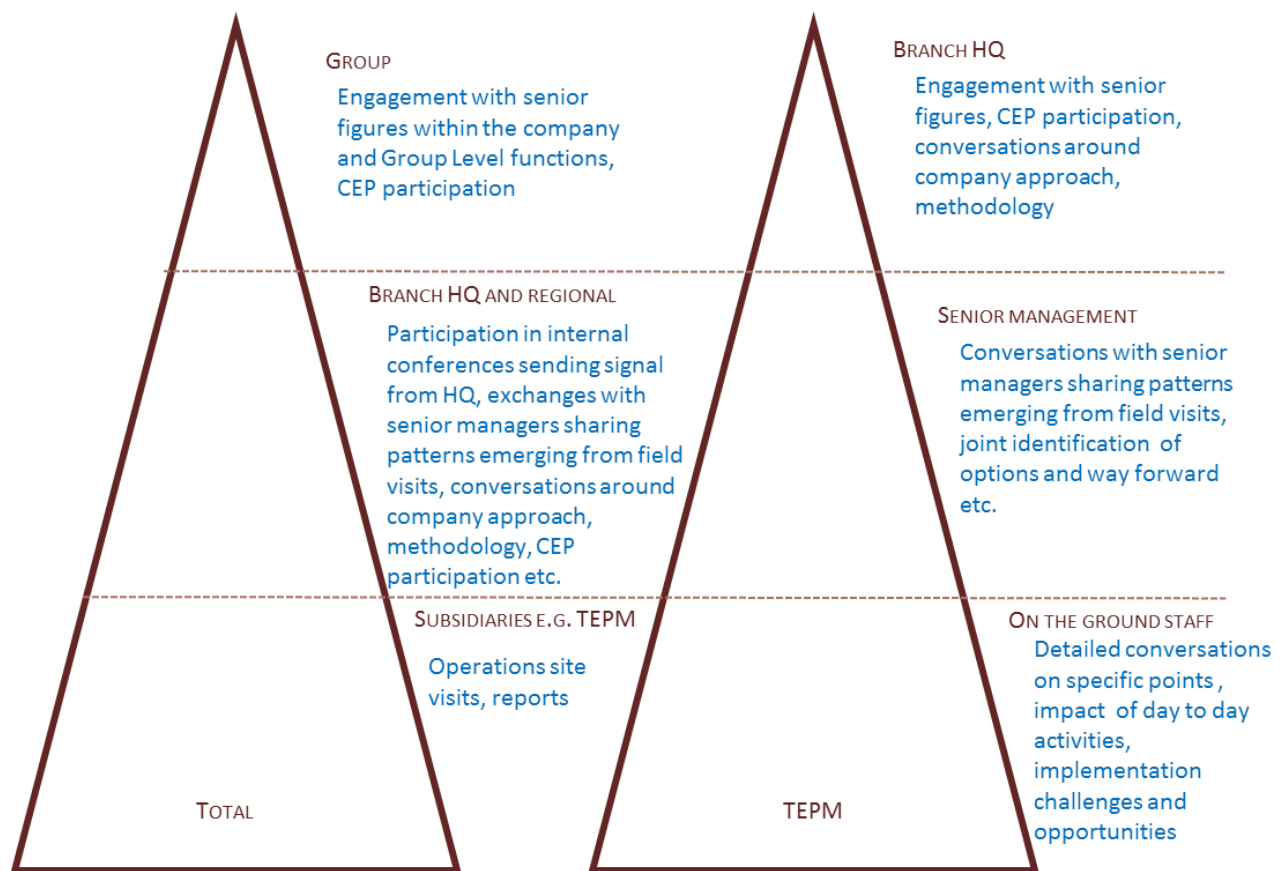 GROUP
Engagement with senior
figures within the company
and Group Level functions,
CEP participation
BRANCH HQ AND REGIONAL
Participation in internal
conferences sending signal
from HQ, exchanges with
senior managers sharing
patterns emerging from field
visits, conversations around
company approach,
methodology, CEP
participation etc.
SUBSIDIARIES E.G. TEPM
Operations site
visits, reports
TOTAL
BRANCH HQ
Engagement with senior
figures, CEP participation,
conversations around
company approach,
methodology
SENIOR MANAGEMENT
Conversations with senior
managers sharing patterns
emerging from field visits,
joint identification of
options and way forward
etc.
ON THE GROUND STAFF
Detailed conversations
on specific points ,
impact of day to day
activities,
implementation
challenges and
opportunities
TEPM